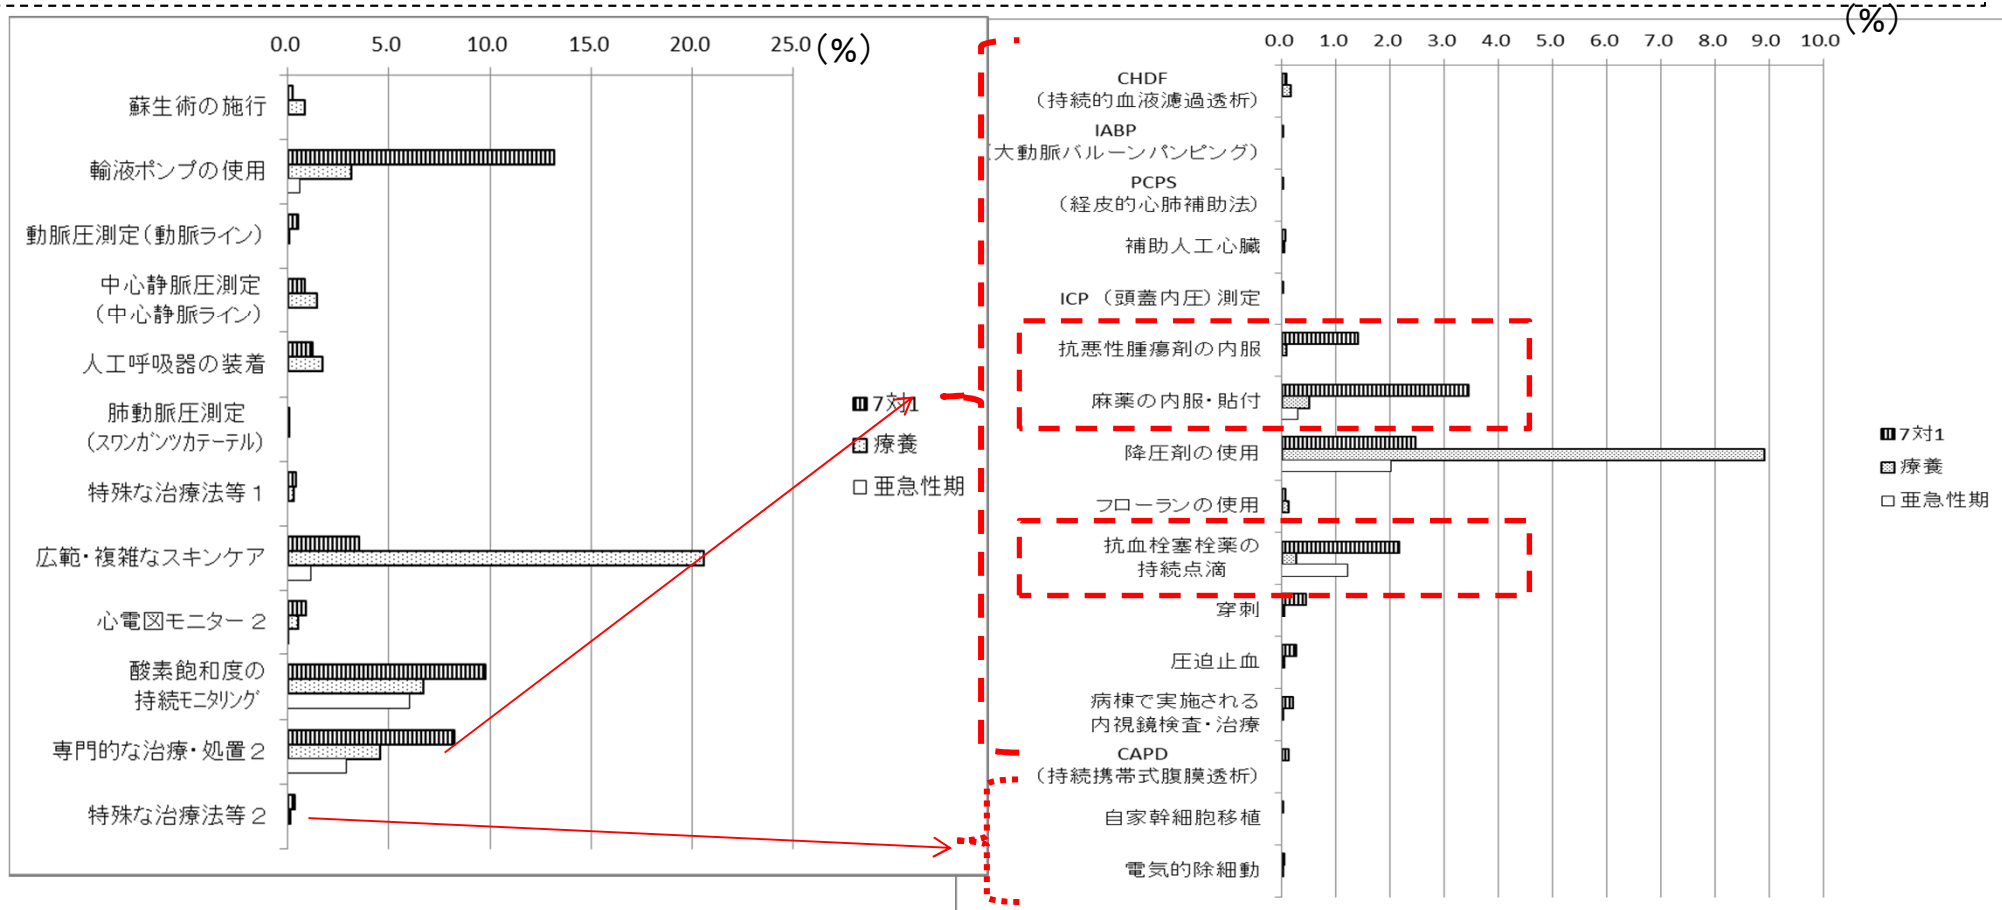 0.0 5.0 10.0 15.0 20.0 25.0 (%)
蘇生術の施行
輸液ポンプの使用
動脈圧測定(動脈ライン)
中心静脈圧測定
(中心静脈ライン)
人工呼吸器の装着
肺動脈圧測定
(スワンガンツカテーテル)
特殊な治療法等1
広範・複雑なスキンケア
心電図モニター2
酸素飽和度の
持続モニタリング
専門的な治療・処置2
特殊な治療法等2
7対1
療養
亜急性期
(%)
0.0 1.0 2.0 3.0 4.0 5.0 6.0 7.0 8.0 9.0 10.0
CHDF
(持続的血液濾過透析)
IABP
(大動脈バルーンパンピング)
PCPS
(経皮的心肺補助法)
補助人工心臓
ICP (頭蓋内圧)測定
抗悪性腫瘍剤の内服
麻薬の内服・貼付
降圧剤の使用
フローランの使用
抗血栓塞栓薬の
持続点滴
穿刺
圧迫止血
病棟で実施される
内視鏡検査・治療
CAPD
(持続携帯式腹膜透析)
自家幹細胞移植
電気的除細動
7対1
療養
亜急性期